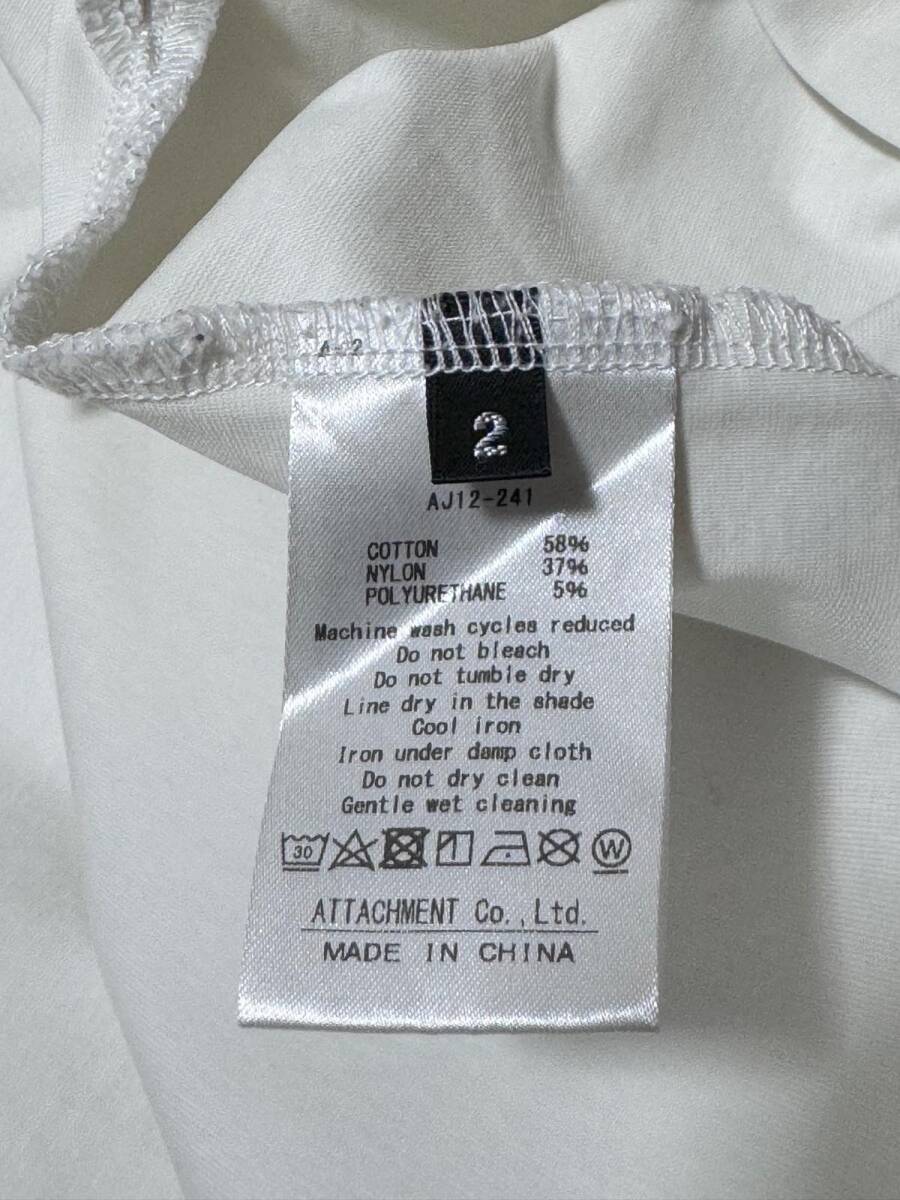 2
AJ12-241
COTTON 58%
NYLON 37%
POLYURETHANE 5%
Machine wash cycles reduced
Do not bleach
Do not tumble dry
Line dry in the shade
Cool iron
Iron under damp cloth
Do not dry clean
Gentle wet cleaning
30 W
ATTACHMENT Co.,Ltd.
MADE IN CHINA